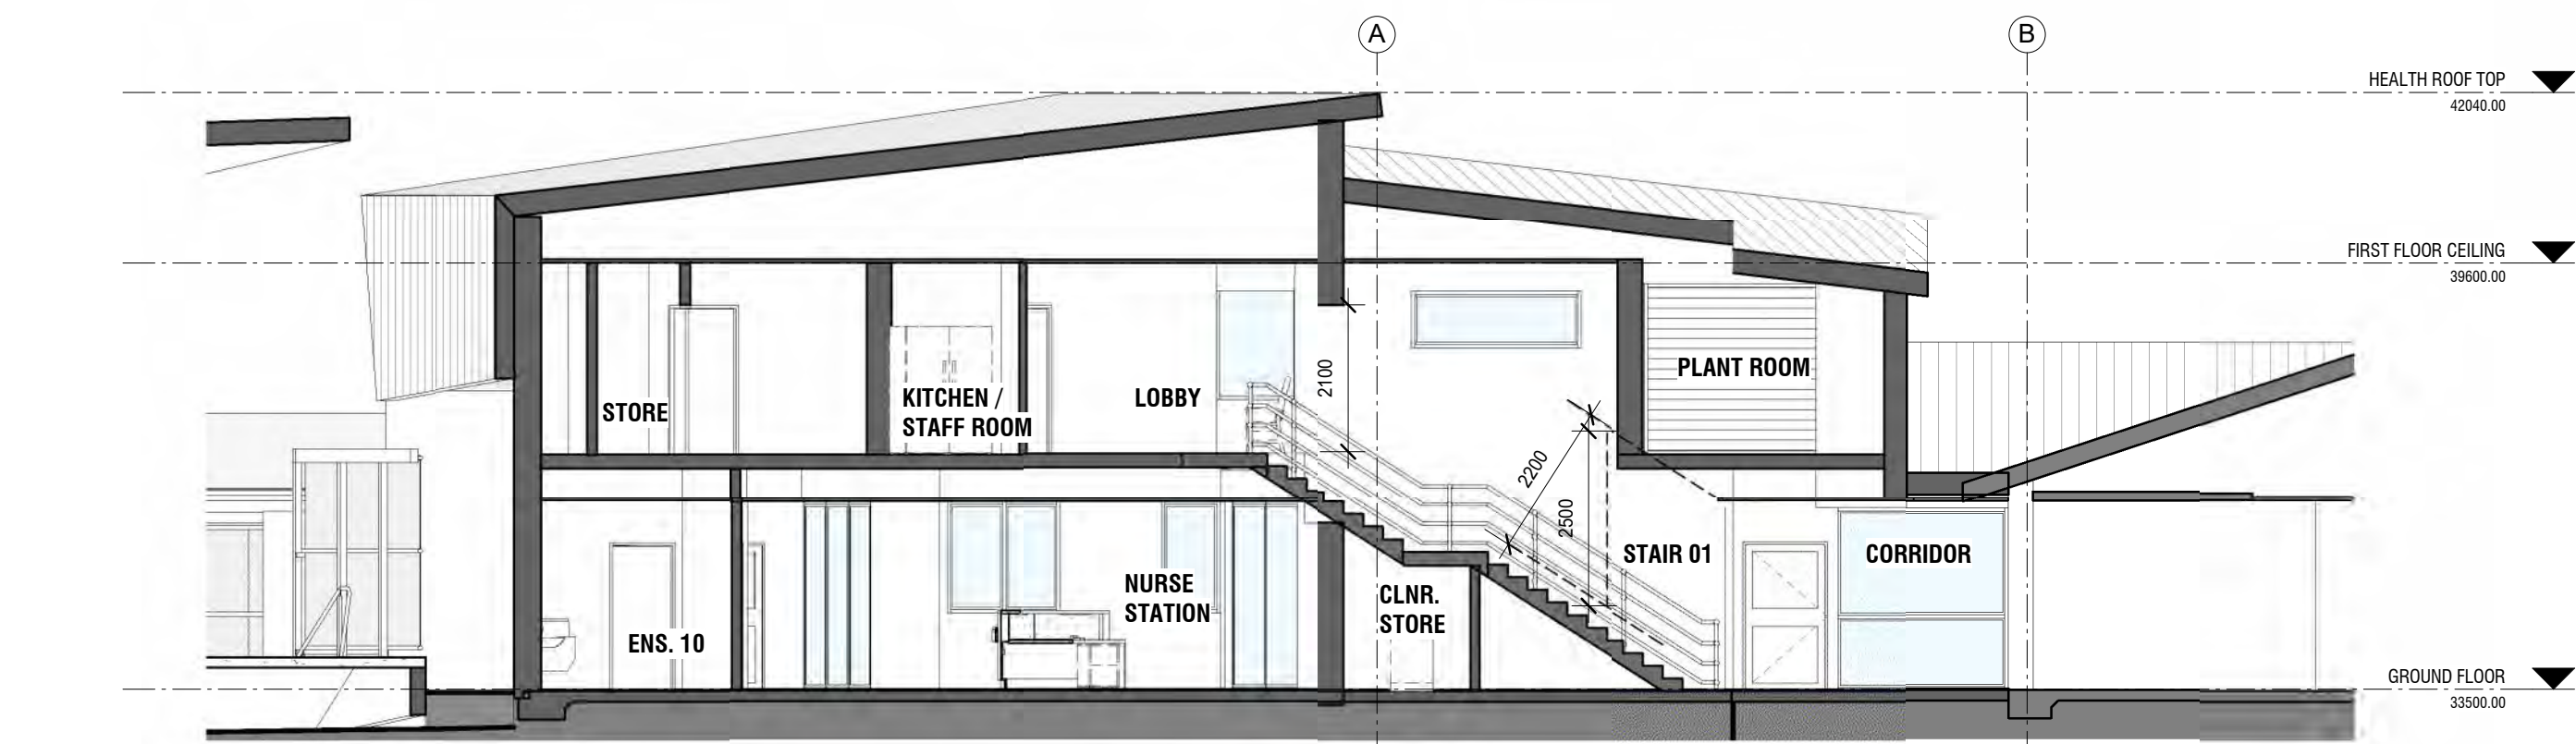 A
B
HEALTH ROOF TOP
42040.00
FIRST FLOOR CEILING
39600.00
2100
PLANT ROOM
STORE
KITCHEN /
STAFF ROOM
LOBBY
2200
2500
STAIR 01
CORRIDOR
NURSE
STATION
CLNR.
STORE
ENS. 10
GROUND FLOOR
33500.00